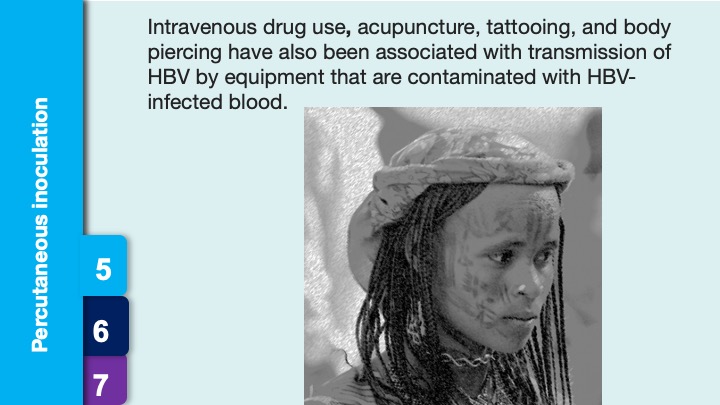 Intravenous drug use, acupuncture, tattooing, and body
piercing have also been associated with transmission of
HBV by equipment that are contaminated with HBV-
infected blood.
Percutaneous inoculation
5
6
7